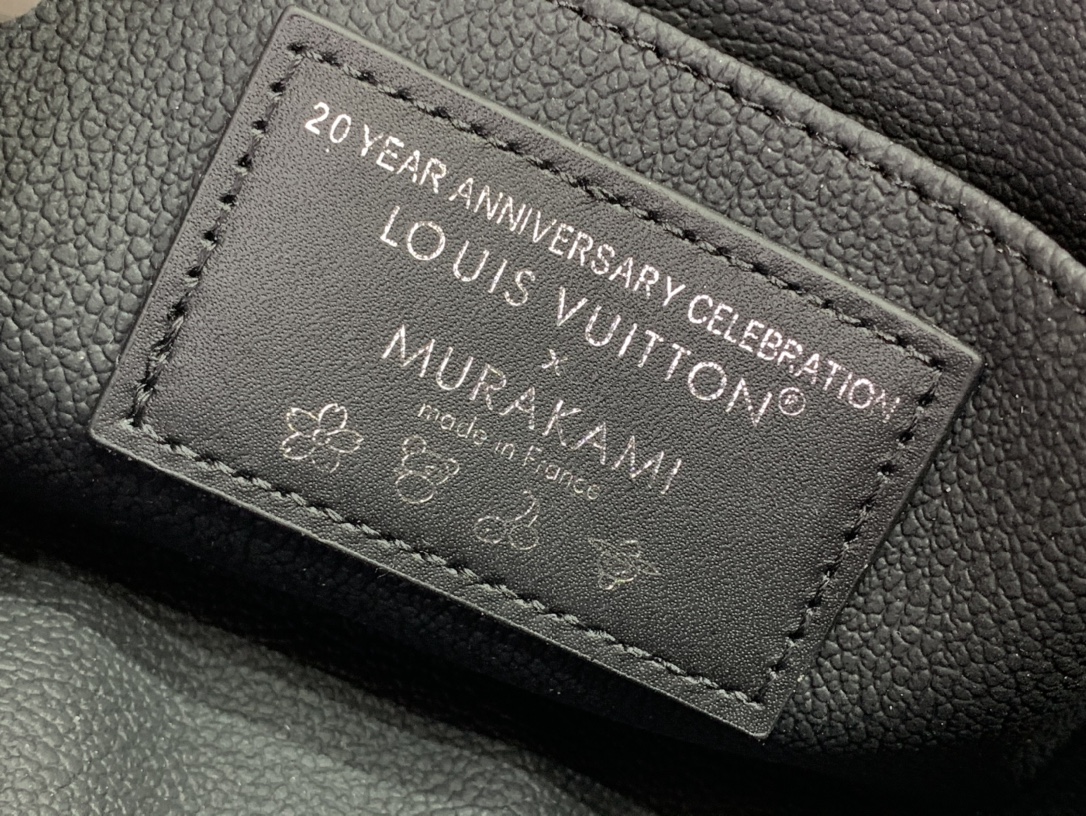 20 YEAR ANNIVERSARY CELEBRATION
LOUIS VUITTON®
x
MURAKAMI
made in France